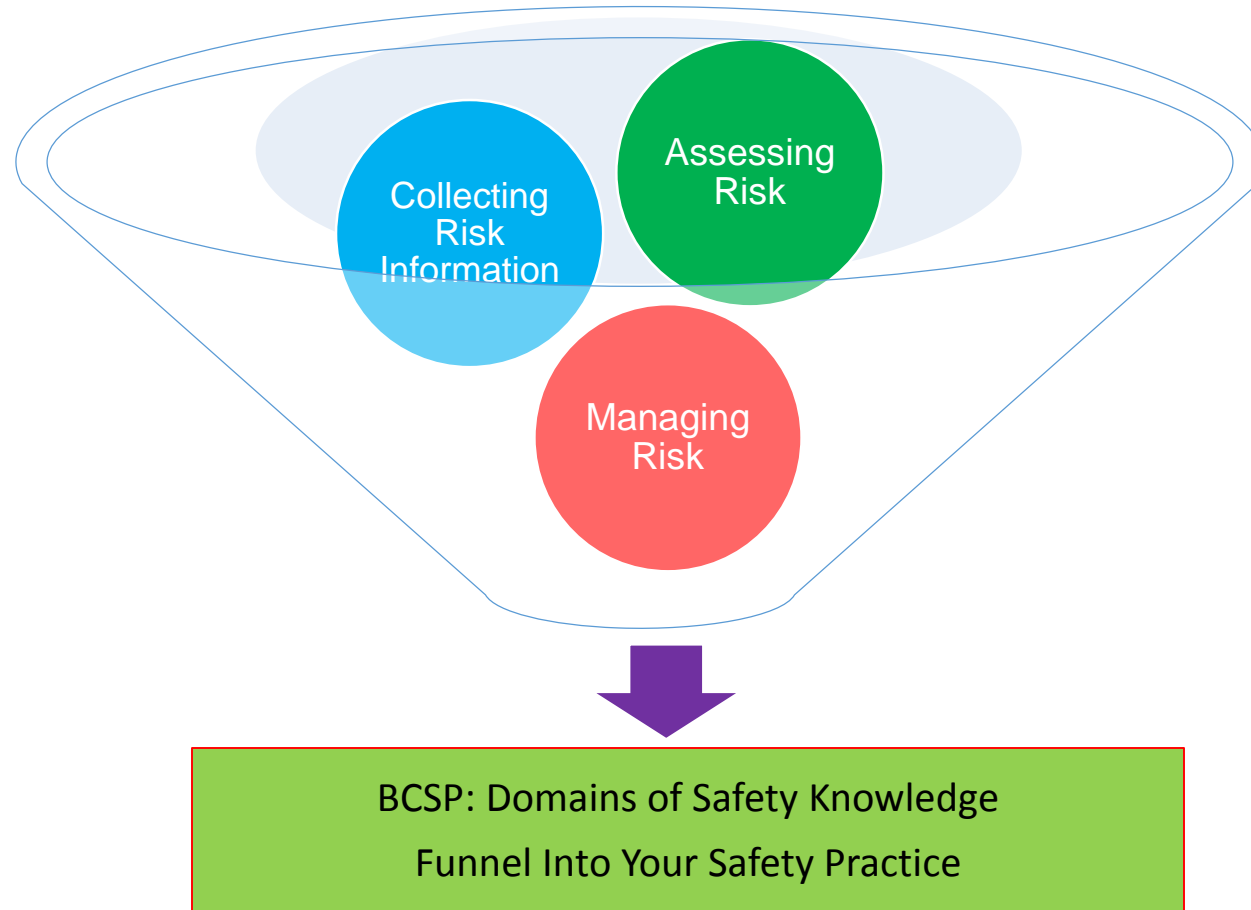 Assessing
Risk
Collecting
Risk
Information
Managing
Risk
BCSP: Domains of Safety Knowledge
Funnel Into Your Safety Practice